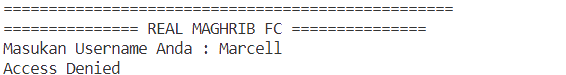 ==================================================
=============== REAL MAGHRIB FC ===============
Masukan Username Anda : Marcell
Access Denied